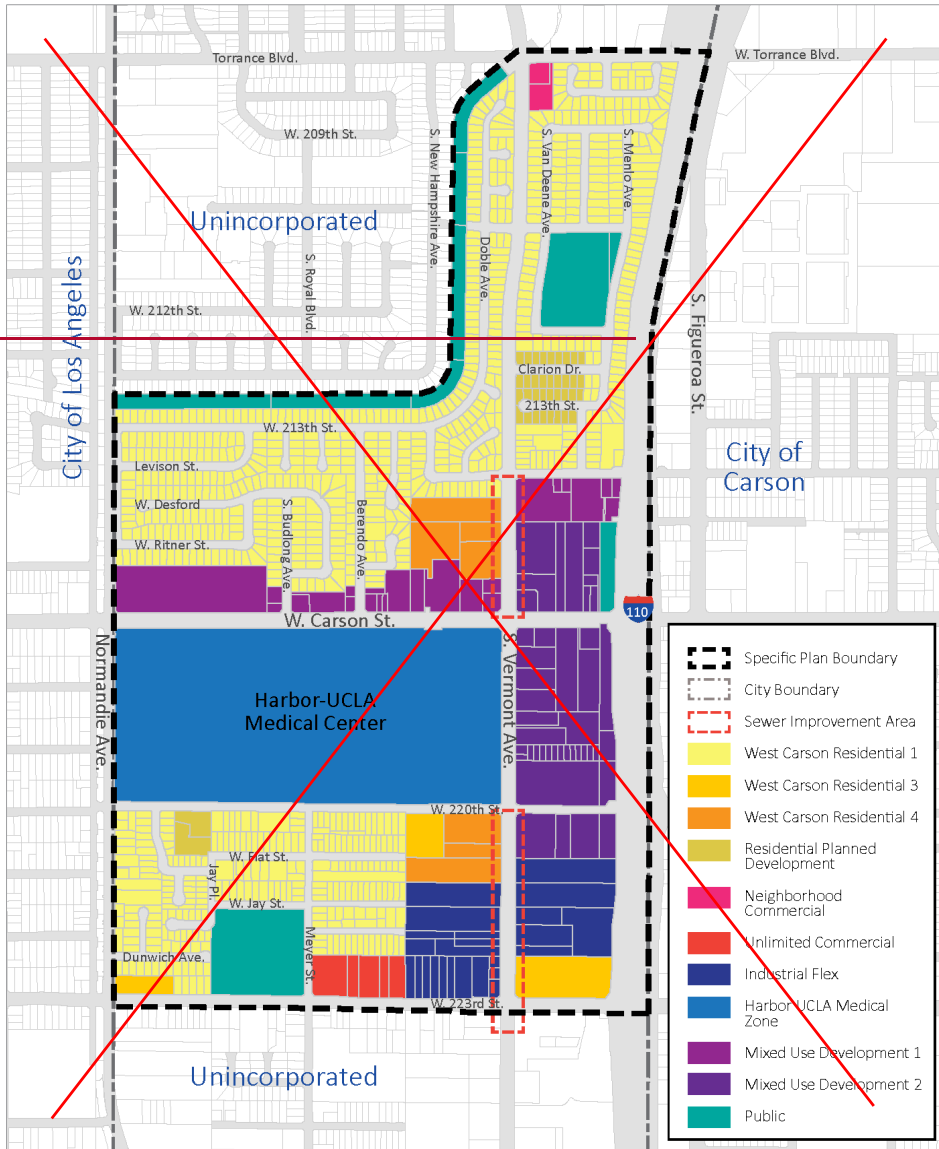 Torrance Blvd.
W. Torrance Blvd.
W. 209th St.
S. New Hampshire Ave.
S. Van Deene Ave.
S. Menlo Ave.
Unincorporated
Doble Ave.
S. Royal Blvd.
City of Los Angeles
W. 212th St.
S. Figueroa St.
Clarion Dr.
213th St.
W. 213th St.
Levison St.
City of
Carson
W. Desford
S. Budlong Ave.
Berendo Ave.
W. Ritner St.
W. Carson St.
110
Normandie Ave.
S. Vermont Ave.
Harbor-UCLA
Medical Center
W. 220th St.
W. Flat St.
Jay Pl.
W. Jay St.
Meyer St.
Dunwich Ave.
W. 223rd St.
Unincorporated
Specific Plan Boundary
City Boundary
Sewer Improvement Area
West Carson Residential 1
West Carson Residential 3
West Carson Residential 4
Residential Planned
Development
Neighborhood
Commercial
Unlimited Commercial
Industrial Flex
Harbor-UCLA Medical
Zone
Mixed Use Development 1
Mixed Use Development 2
Public